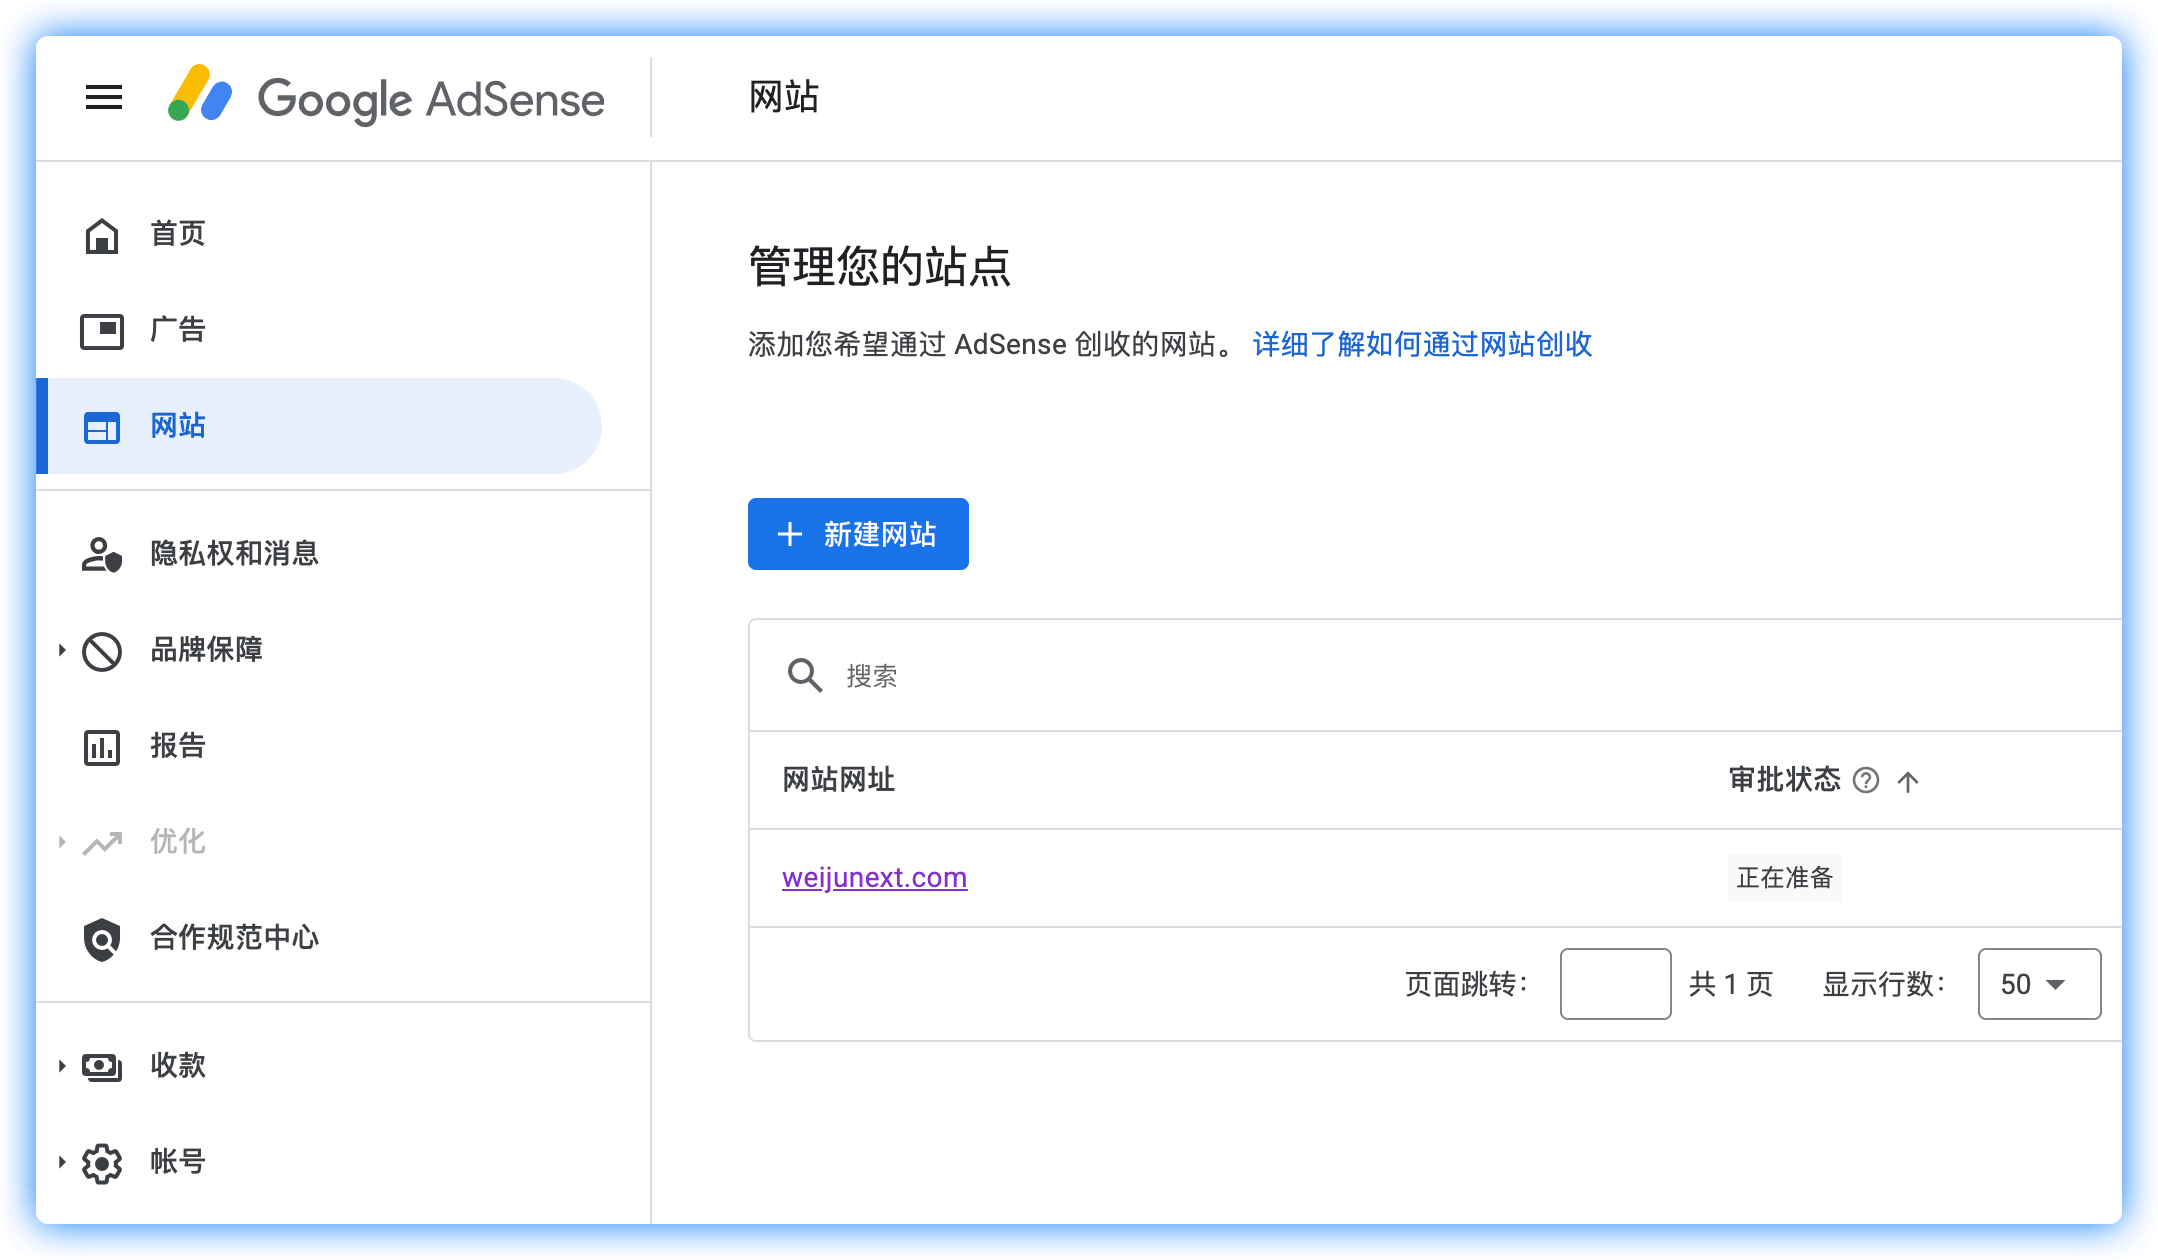 Google AdSense
网站
首页
广告
网站
隐私权和消息
品牌保障
报告
优化
合作规范中心
收款
帐号
管理您的站点
添加您希望通过 AdSense 创收的网站。 详细了解如何通过网站创收
新建网站
搜索
网站网址 审批状态
weijunext.com 正在准备
页面跳转： 共 1 页 显示行数： 50